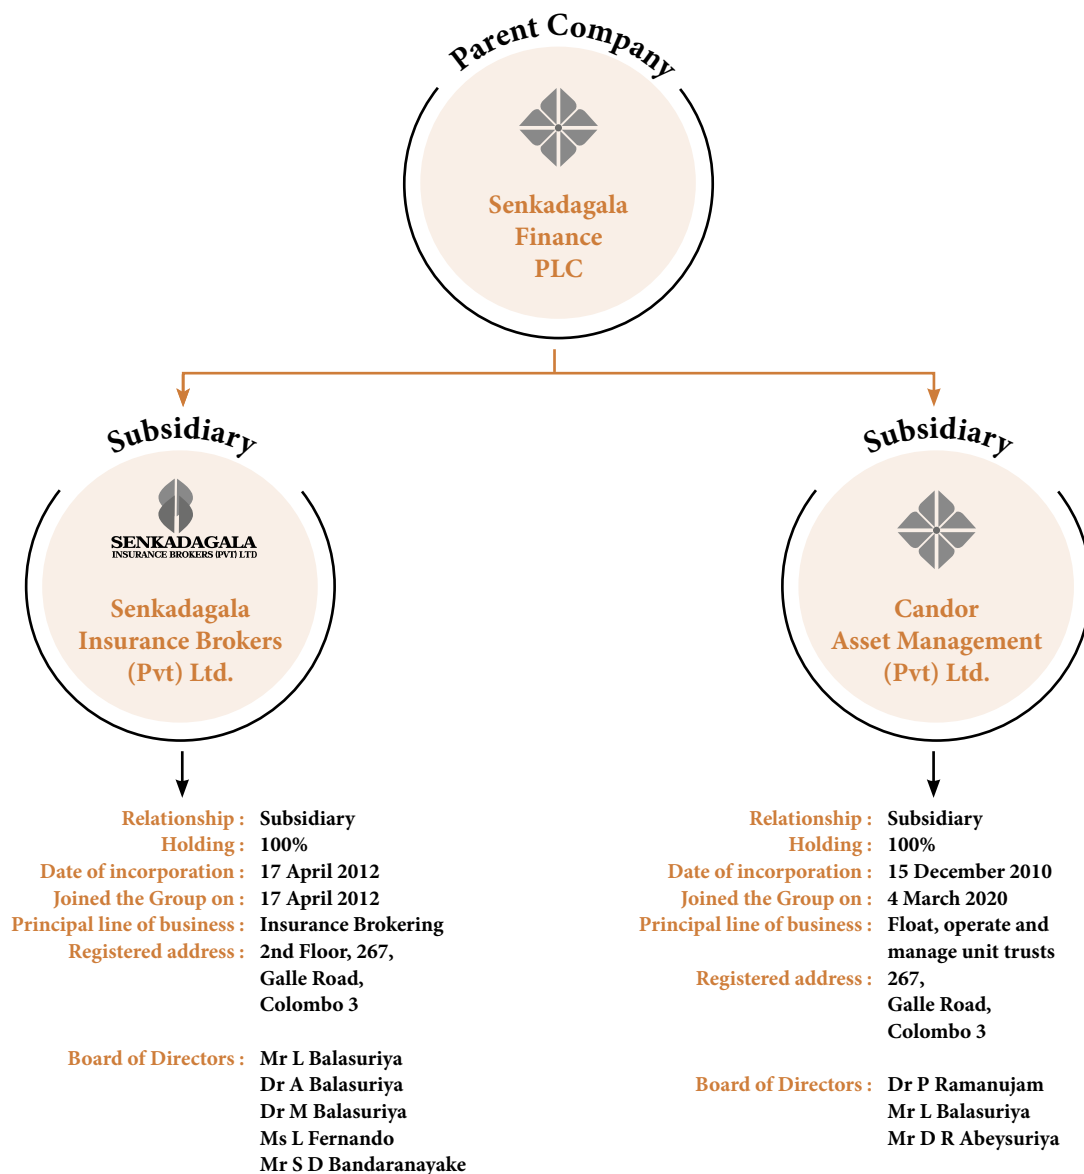 Parent Company
Senkadagala
Finance
PLC
Subsidiary
SENKADAGALA
INSURANCE BROKERS (PVT) LTD
Senkadagala
Insurance Brokers
(Pvt) Ltd.
Relationship : Subsidiary
Holding : 100%
Date of incorporation : 17 April 2012
Joined the Group on : 17 April 2012
Principal line of business : Insurance Brokering
Registered address : 2nd Floor, 267,
Galle Road,
Colombo 3
Board of Directors : Mr L Balasuriya
Dr A Balasuriya
Dr M Balasuriya
Ms L Fernando
Mr S D Bandaranayake
Subsidiary
Candor
Asset Management
(Pvt) Ltd.
Relationship : Subsidiary
Holding : 100%
Date of incorporation : 15 December 2010
Joined the Group on : 4 March 2020
Principal line of business : Float, operate and
manage unit trusts
Registered address : 267,
Galle Road,
Colombo 3
Board of Directors : Dr P Ramanujam
Mr L Balasuriya
Mr D R Abeysuriya